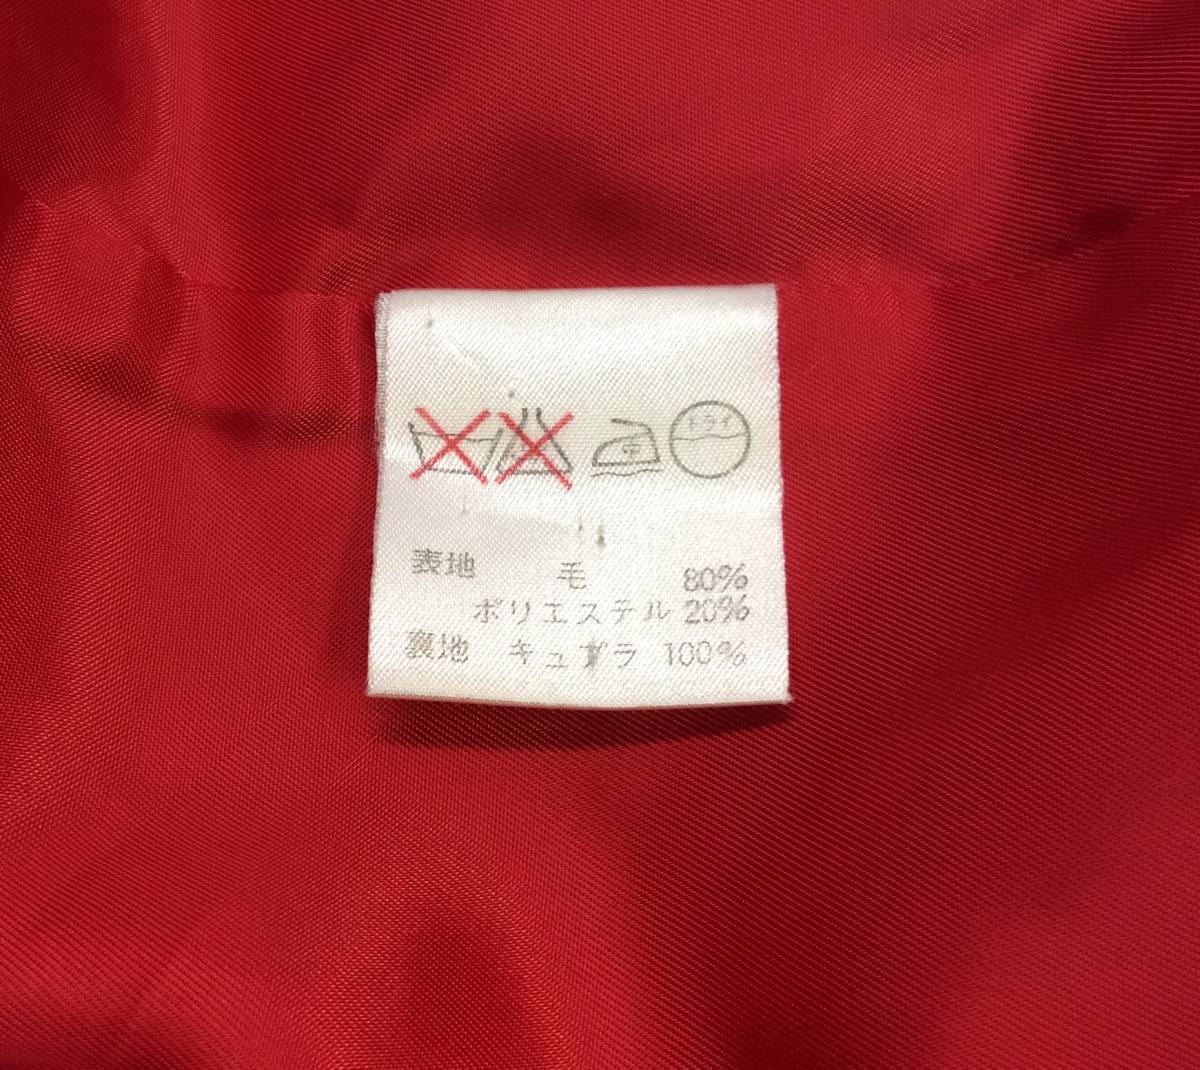 中 ドライ
表地 毛 80%
ポリエステル 20%
裏地 キュプラ 100%